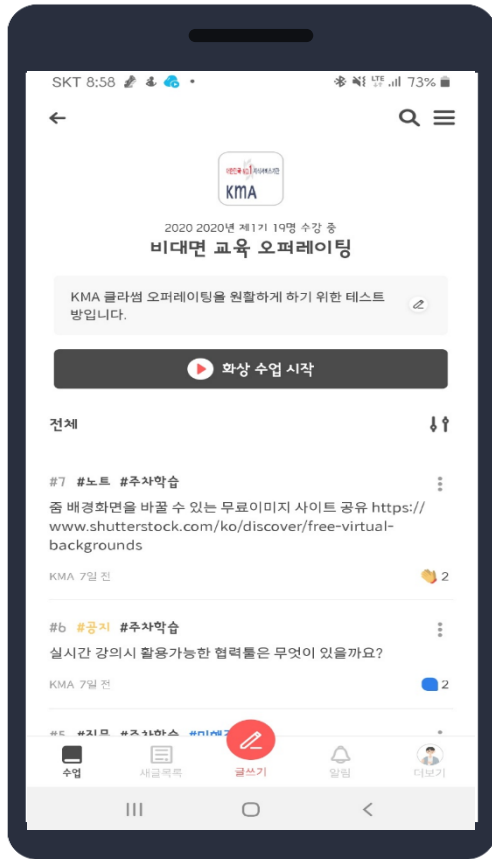 SKT 8:58
LTE 73%
KMA
2020 2020년 제1기 19명 수강 중
비대면 교육 오퍼레이팅
KMA 클라썸 오퍼레이팅을 원활하게 하기 위한 테스트
방입니다.
화상 수업 시작
전체
#7 #노트 #주차학습
줌 배경화면을 바꿀 수 있는 무료이미지 사이트 공유 https://
www.shutterstock.com/ko/discover/free-virtual-
backgrounds
KMA 7일 전
2
#6 #공지 #주차학습
실시간 강의시 활용가능한 협력툴은 무엇이 있을까요?
KMA 7일 전
2
#5 #질문 #주차학습
수업 새글목록 글쓰기 알림 더보기